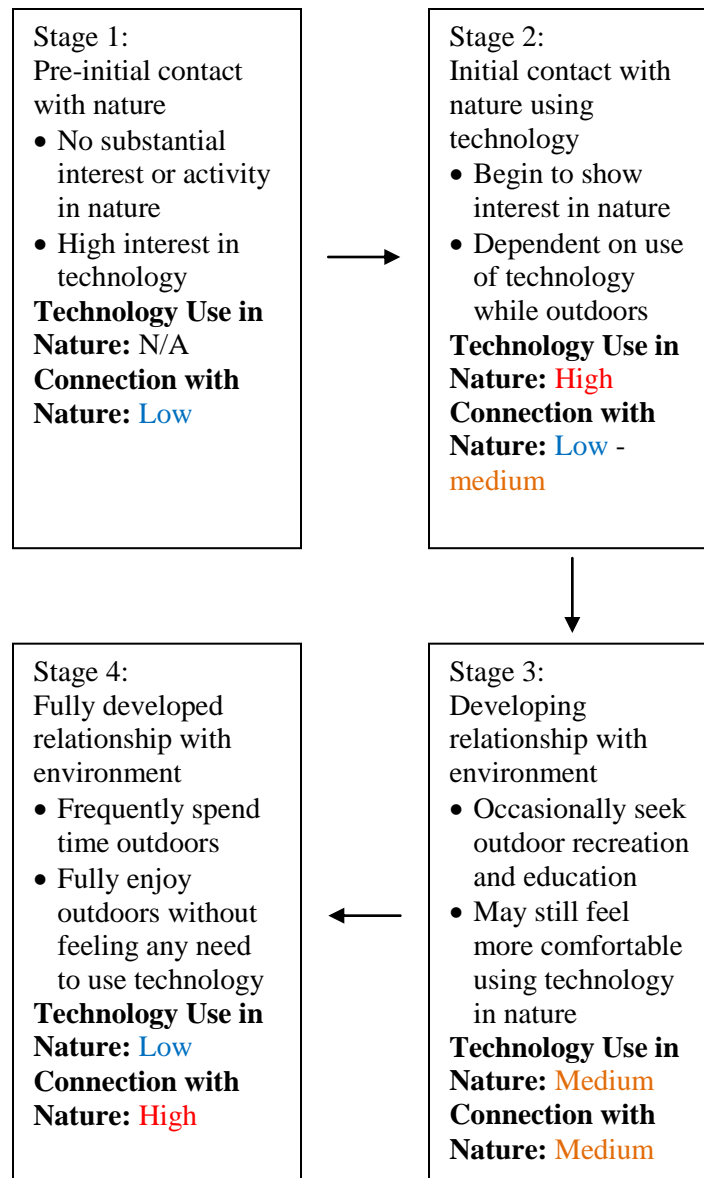 Stage 1:
Pre-initial contact
with nature
• No substantial
interest or activity
in nature
• High interest in
technology
Technology Use in
Nature: N/A
Connection with
Nature: Low
Stage 2:
Initial contact with
nature using
technology
• Begin to show
interest in nature
• Dependent on use
of technology
while outdoors
Technology Use in
Nature: High
Connection with
Nature: Low -
medium
Stage 3:
Developing
relationship with
environment
• Occasionally seek
outdoor recreation
and education
• May still feel
more comfortable
using technology
in nature
Technology Use in
Nature: Medium
Connection with
Nature: Medium
Stage 4:
Fully developed
relationship with
environment
• Frequently spend
time outdoors
• Fully enjoy
outdoors without
feeling any need
to use technology
Technology Use in
Nature: Low
Connection with
Nature: High